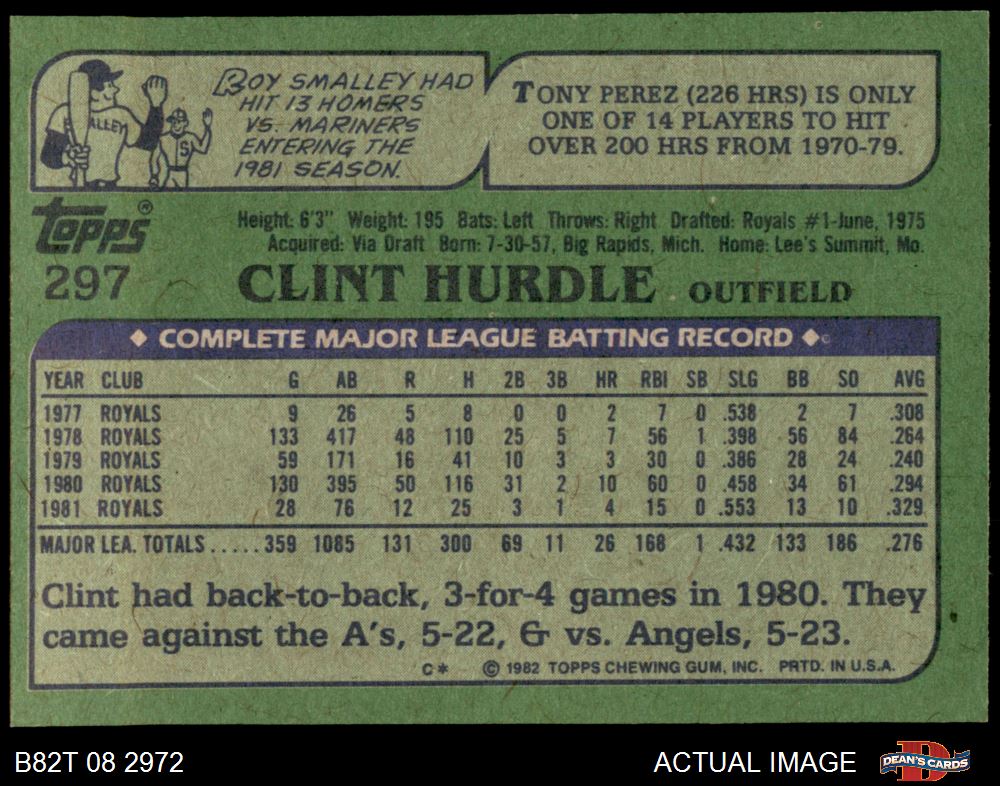 ROY SMALLEY HAD
HIT 13 HOMERS
VS. MARINERS
ENTERING THE
1981 SEASON.
ALLEY
S
TONY PEREZ (226 HRS) IS ONLY
ONE OF 14 PLAYERS TO HIT
OVER 200 HRS FROM 1970-79.
topps®
297
Height: 6'3" Weight: 195 Bats: Left Throws: Right Drafted: Royals #1-June, 1975
Acquired: Via Draft Born: 7-30-57, Big Rapids, Mich. Home: Lee's Summit, Mo.
CLINT HURDLE OUTFIELD
◆ COMPLETE MAJOR LEAGUE BATTING RECORD ◆
YEAR CLUB G AB R H 2B 3B HR RBI SB SLG BB SO AVG
1977 ROYALS 9 26 5 8 0 0 2 7 0 .538 2 7 .308
1978 ROYALS 133 417 48 110 25 5 7 56 1 .398 56 84 .264
1979 ROYALS 59 171 16 41 10 3 3 30 0 .386 28 24 .240
1980 ROYALS 130 395 50 116 31 2 10 60 0 .458 34 61 .294
1981 ROYALS 28 76 12 25 3 1 4 15 0 .553 13 10 .329
MAJOR LEA. TOTALS.....359 1085 131 300 69 11 26 168 1 .432 133 186 .276
Clint had back-to-back, 3-for-4 games in 1980. They
came against the A's, 5-22, & vs. Angels, 5-23.
C* © 1982 TOPPS CHEWING GUM, INC. PRTD. IN U.S.A.
B82T 08 2972
ACTUAL IMAGE
D
DEAN'S CARDS